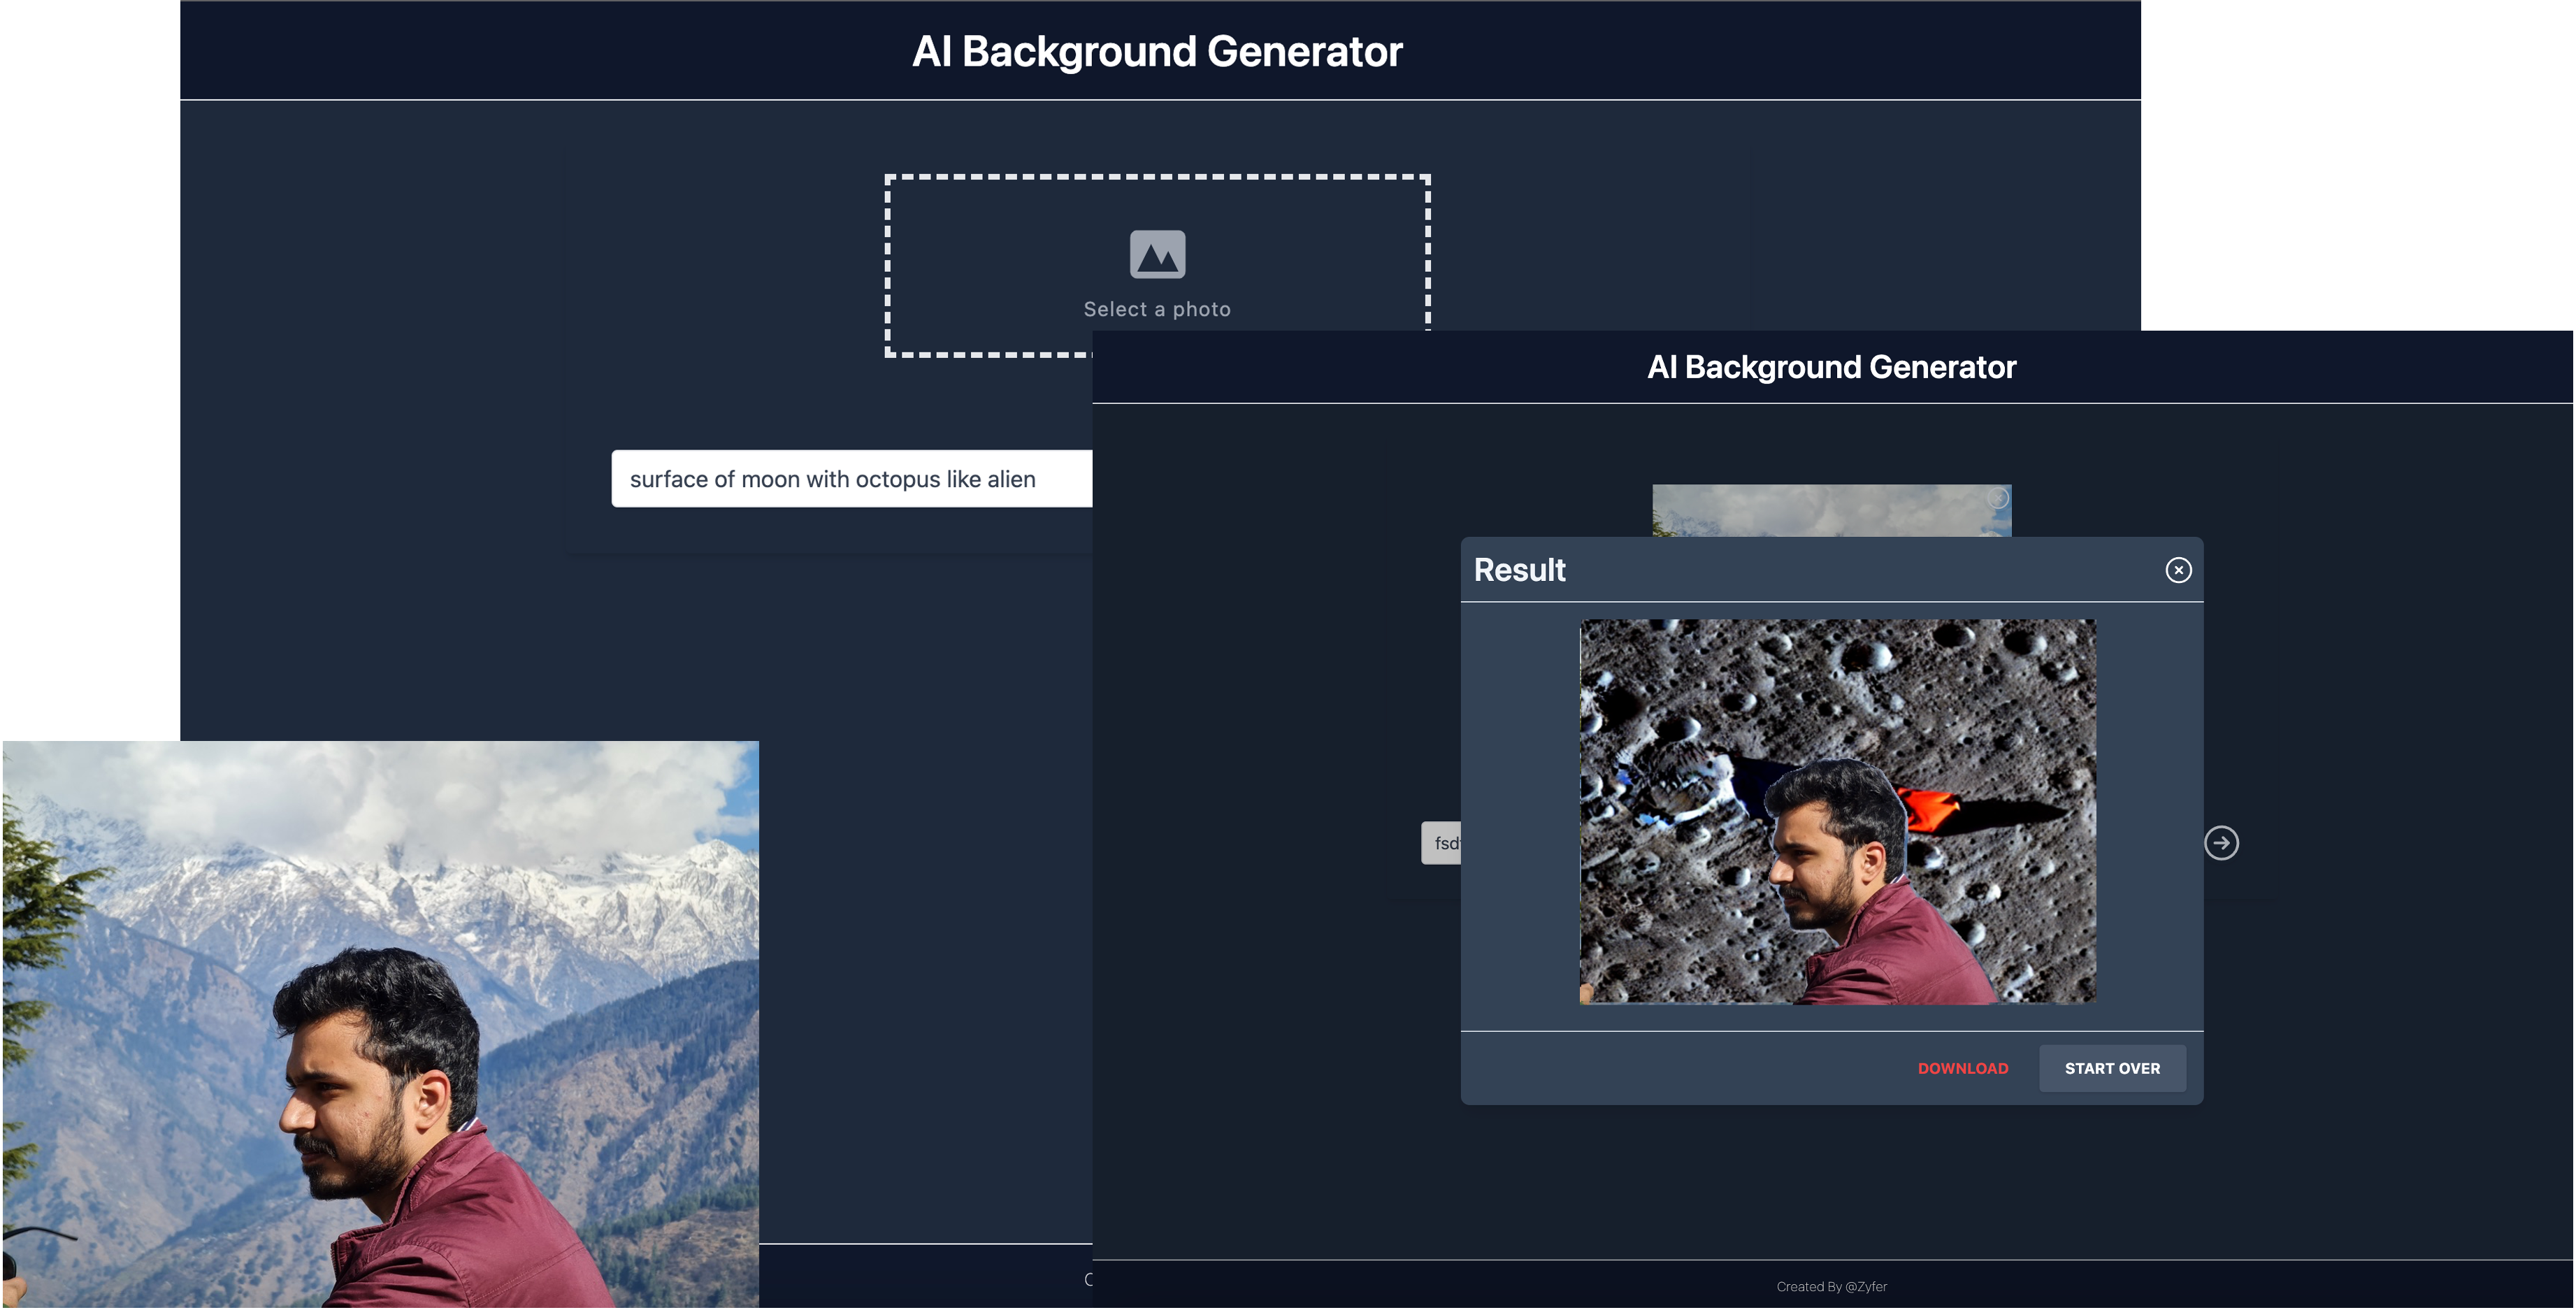 AI Background Generator
Select a photo
surface of moon with octopus like alien
AI Background Generator
Result
DOWNLOAD
START OVER
Created By @Zyfer